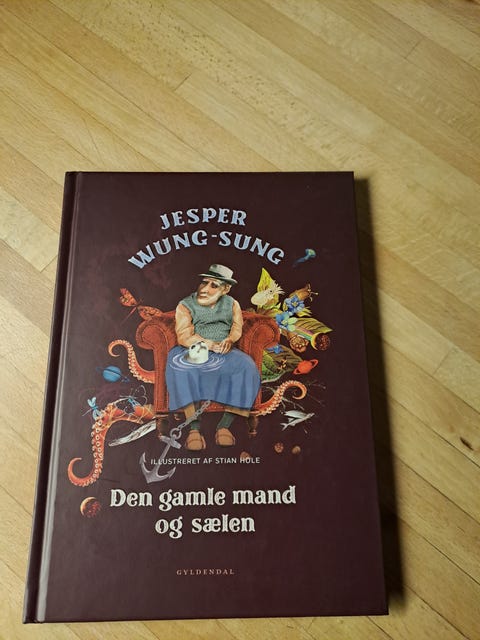 JESPER
WUNG-SUNG
ILLUSTRERET AF STIAN HOLE
Den gamle mand
og sælen
GYLDENDAL